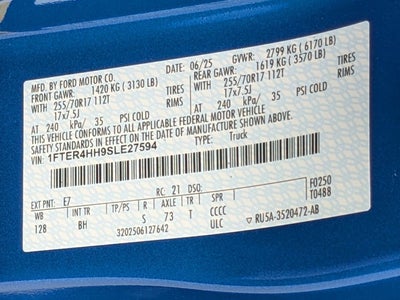 MFD. BY FORD MOTOR CO. 06/25 GVWR: 2799 KG ( 6170 LB)
FRONT GAWR: 1420 KG ( 3130 LB) REAR GAWR: 1619 KG ( 3570 LB)
WITH WITH
255/70R17 112T TIRES 255/70R17 112T TIRES
17x7.5J RIMS 17x7.5J RIMS
AT 240 kPa/ 35 PSI COLD AT 240 kPa/ 35 PSI COLD
THIS VEHICLE CONFORMS TO ALL APPLICABLE FEDERAL MOTOR VEHICLE
SAFETY STANDARDS IN EFFECT ON THE DATE OF MANUFACTURE SHOWN ABOVE.
VIN: 1FTER4HH9SLE27594 TYPE: Truck
F0250
T0488
EXT PNT: E7 RC: 21 DSO:
WB BRK INT TR TP/PS R AXLE TR SPR
128 BH S 73 T CCCC
3202506127642 ULC RU5A-3520472-AB